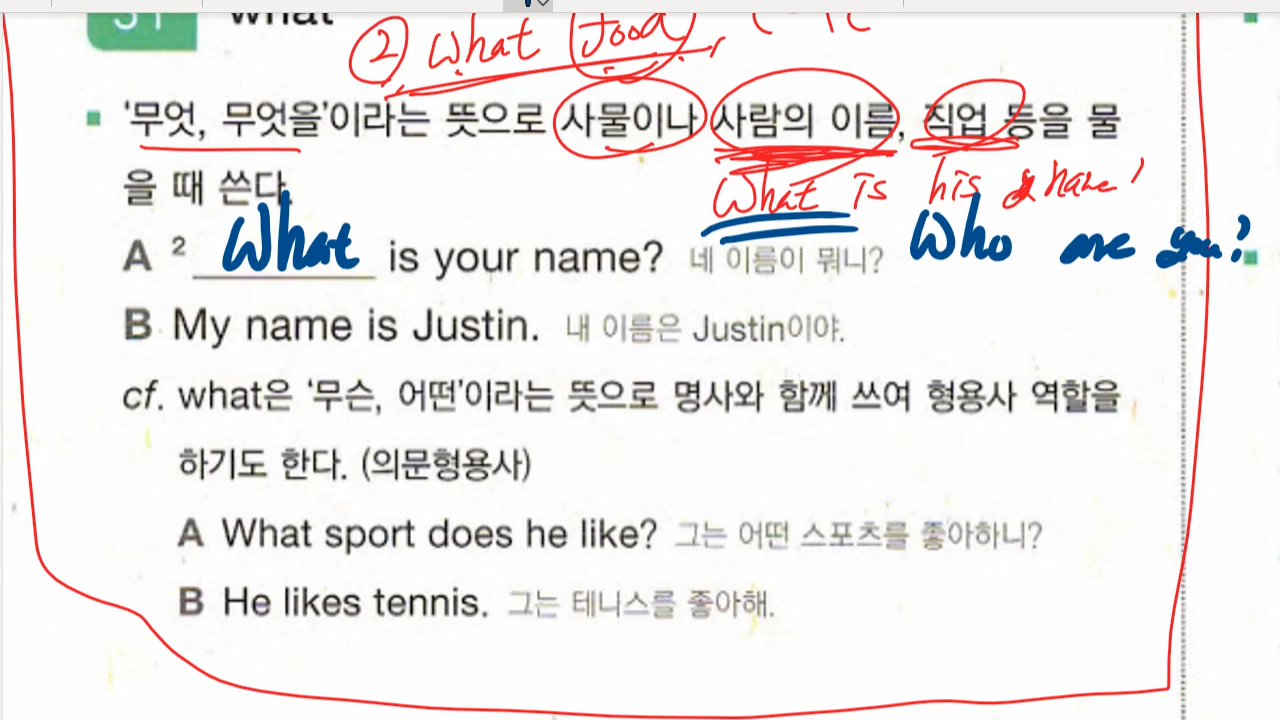 what
② What food
'무엇, 무엇을'이라는 뜻으로 사물이나 사람의 이름, 직업 등을 물
을 때 쓴다.
What is his name?
A ² What is your name? 네 이름이 뭐니? Who are you?
B My name is Justin. 내 이름은 Justin이야.
cf. what은 '무슨, 어떤'이라는 뜻으로 명사와 함께 쓰여 형용사 역할을
하기도 한다. (의문형용사)
A What sport does he like? 그는 어떤 스포츠를 좋아하니?
B He likes tennis. 그는 테니스를 좋아해.